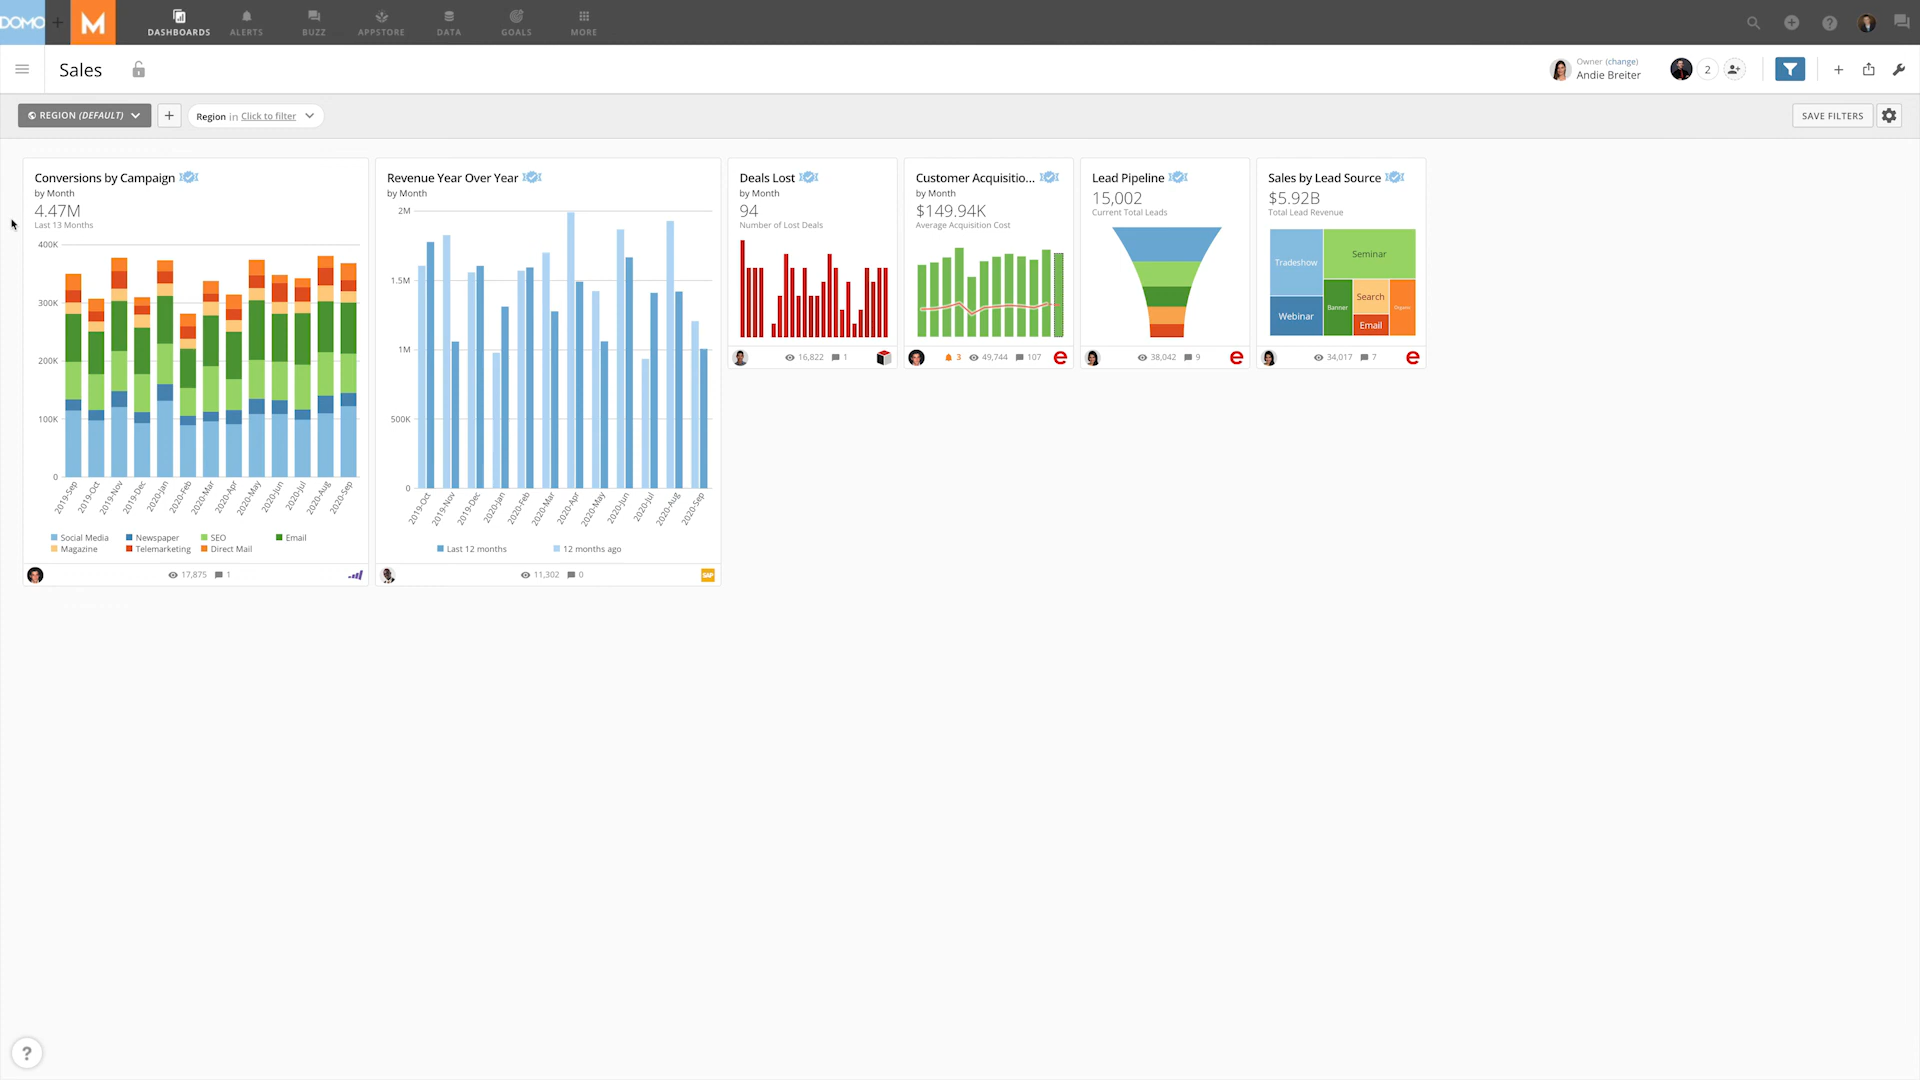 DOMO
M
DASHBOARDS ALERTS BUZZ APPSTORE DATA GOALS MORE
Sales
Owner (change)
Andie Breiter
2
REGION (DEFAULT)
Region in Click to filter
SAVE FILTERS
Conversions by Campaign
by Month
4.47M
Last 13 Months
400K
300K
200K
100K
0
2019-Sep 2019-Oct 2019-Nov 2019-Dec 2020-Jan 2020-Feb 2020-Mar 2020-Apr 2020-May 2020-Jun 2020-Jul 2020-Aug 2020-Sep
Social Media Newspaper SEO Email
Magazine Telemarketing Direct Mail
17,875 1
Revenue Year Over Year
by Month
2M
1.5M
1M
500K
0
2019-Oct 2019-Nov 2019-Dec 2020-Jan 2020-Feb 2020-Mar 2020-Apr 2020-May 2020-Jun 2020-Jul 2020-Aug 2020-Sep
Last 12 months 12 months ago
11,302 0
SAP
Deals Lost
by Month
94
Number of Lost Deals
16,822 1
Customer Acquisitio...
by Month
$149.94K
Average Acquisition Cost
3 49,744 107
e
Lead Pipeline
15,002
Current Total Leads
38,042 9
e
Sales by Lead Source
$5.92B
Total Lead Revenue
Tradeshow
Seminar
Webinar
Banner
Search
Email
Organic
34,017 7
e
?